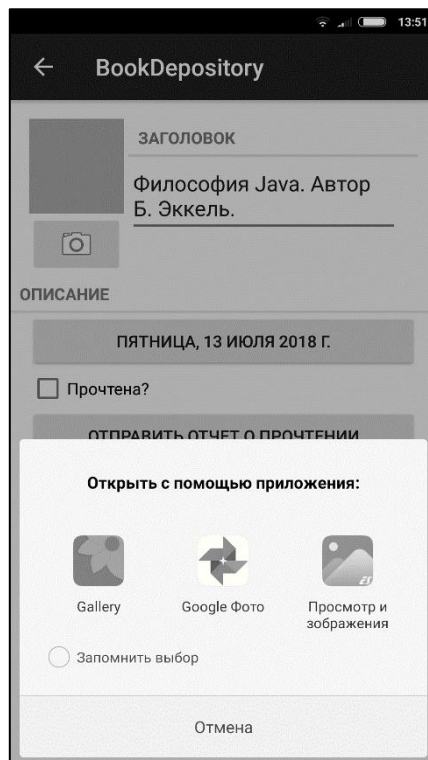 13:51
BookDepository
ЗАГОЛОВОК
Философия Java. Автор
Б. Эккель.
ОПИСАНИЕ
ПЯТНИЦА, 13 ИЮЛЯ 2018 Г.
Прочтена?
ОТПРАВИТЬ ОТЧЕТ О ПРОЧТЕНИИ
Открыть с помощью приложения:
Gallery
Google Фото
Просмотр и
зображения
Запомнить выбор
Отмена